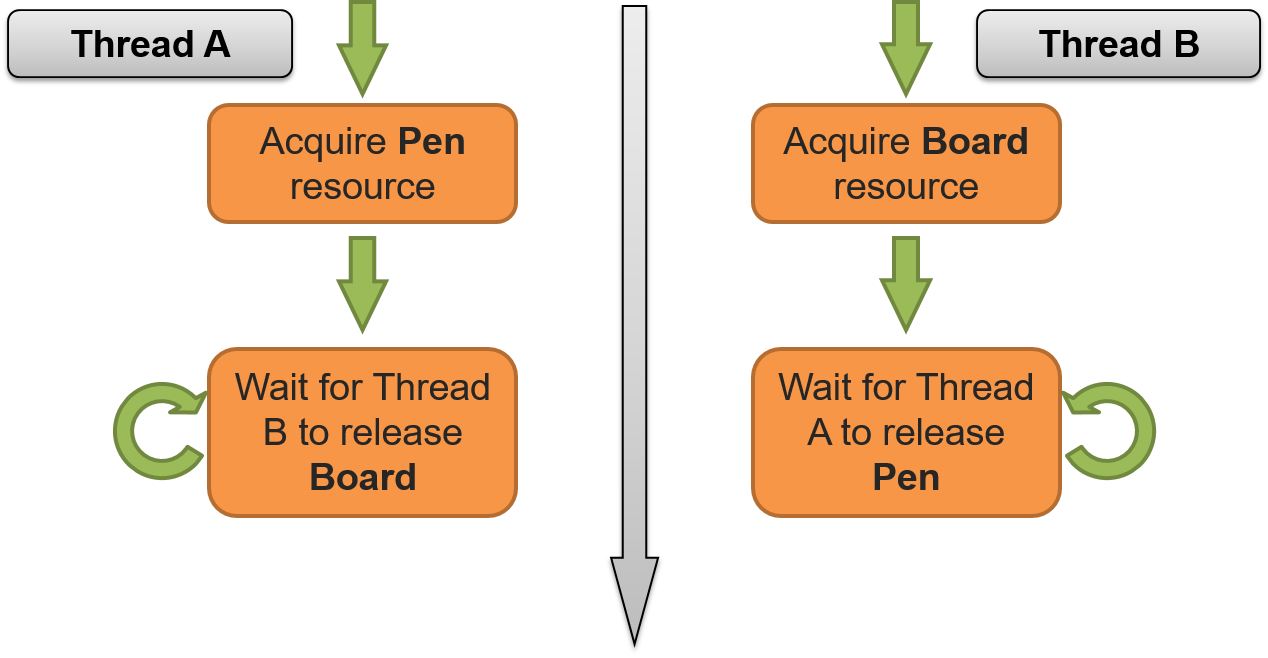 Thread A
Acquire Pen
resource
Wait for Thread
B to release
Board
Thread B
Acquire Board
resource
Wait for Thread
A to release
Pen